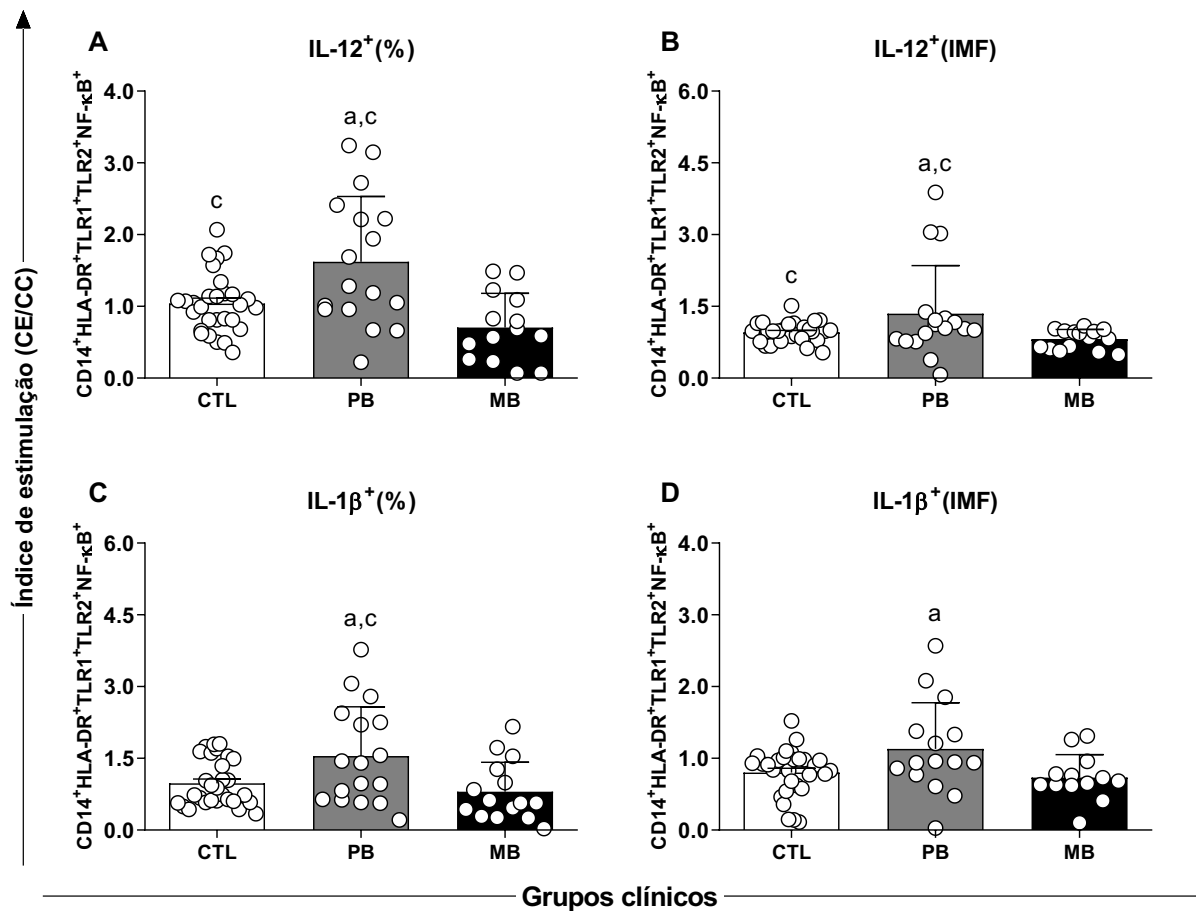 A
IL-12⁺(%)
CD14⁺HLA-DR⁺TLR1⁺TLR2⁺NF-κB⁺
4.0
3.0
2.0
1.0
0.0
c
a,c
CTL
PB
MB
B
IL-12⁺(IMF)
CD14⁺HLA-DR⁺TLR1⁺TLR2⁺NF-κB⁺
6.0
4.5
3.0
1.5
0.0
c
a,c
CTL
PB
MB
C
IL-1β⁺(%)
CD14⁺HLA-DR⁺TLR1⁺TLR2⁺NF-κB⁺
6.0
4.5
3.0
1.5
0.0
a,c
CTL
PB
MB
D
IL-1β⁺(IMF)
CD14⁺HLA-DR⁺TLR1⁺TLR2⁺NF-κB⁺
4.0
3.0
2.0
1.0
0.0
a
CTL
PB
MB
Índice de estimulação (CE/CC)
Grupos clínicos